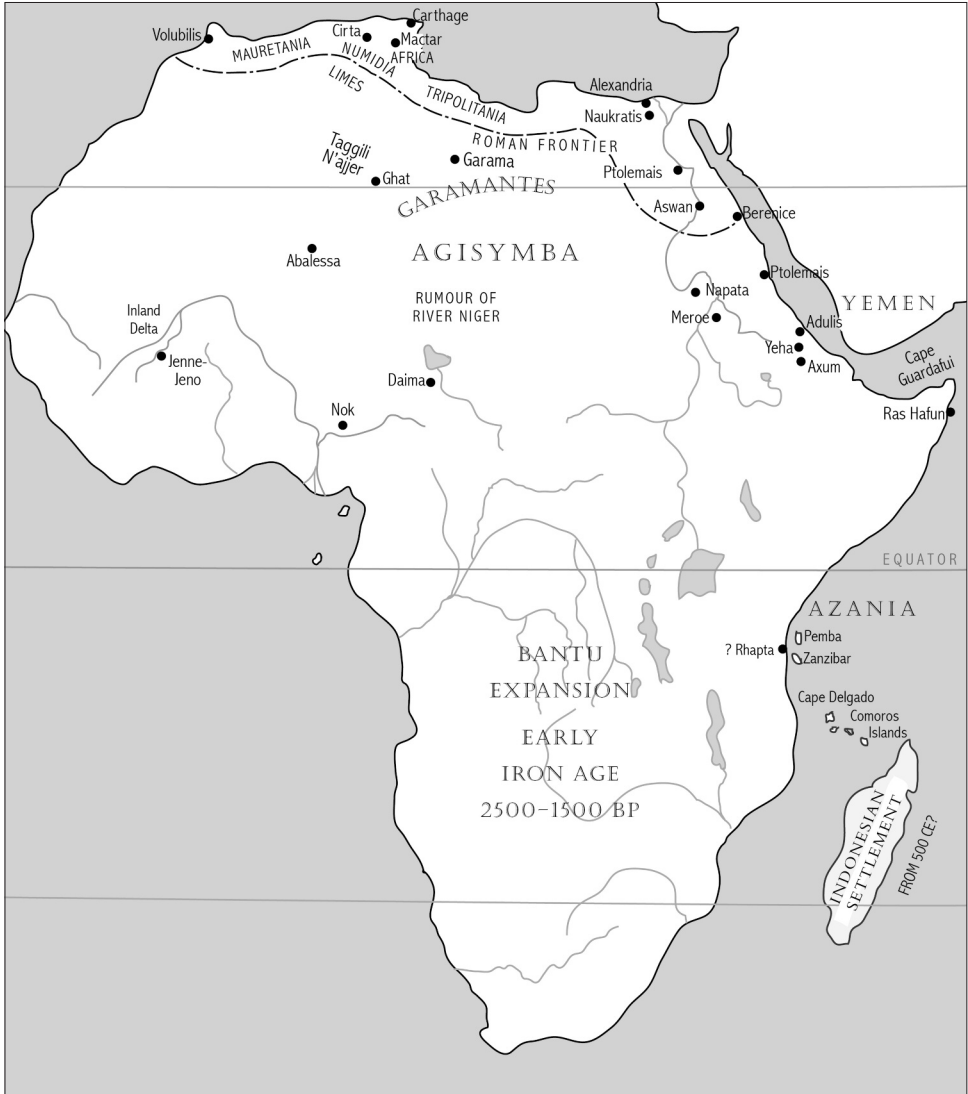 Carthage
Volubilis
Cirta
Mactar
MAURETANIA
NUMIDIA
AFRICA
LIMES
TRIPOLITANIA
Alexandria
Naukratis
ROMAN FRONTIER
Taggili
N'ajjer
Garama
Ghat
Ptolemais
GARAMANTES
Aswan
Berenice
Abalessa
AGISYMBA
Ptolemais
RUMOUR OF
RIVER NIGER
Napata
YEMEN
Inland
Delta
Meroe
Adulis
Yeha
Axum
Cape
Guardafui
Jenne-
Jeno
Daima
Nok
Ras Hafun
EQUATOR
AZANIA
? Rhapta
Pemba
Zanzibar
BANTU
EXPANSION
Cape Delgado
Comoros
Islands
EARLY
IRON AGE
2500–1500 BP
INDONESIAN
SETTLEMENT
FROM 500 CE?